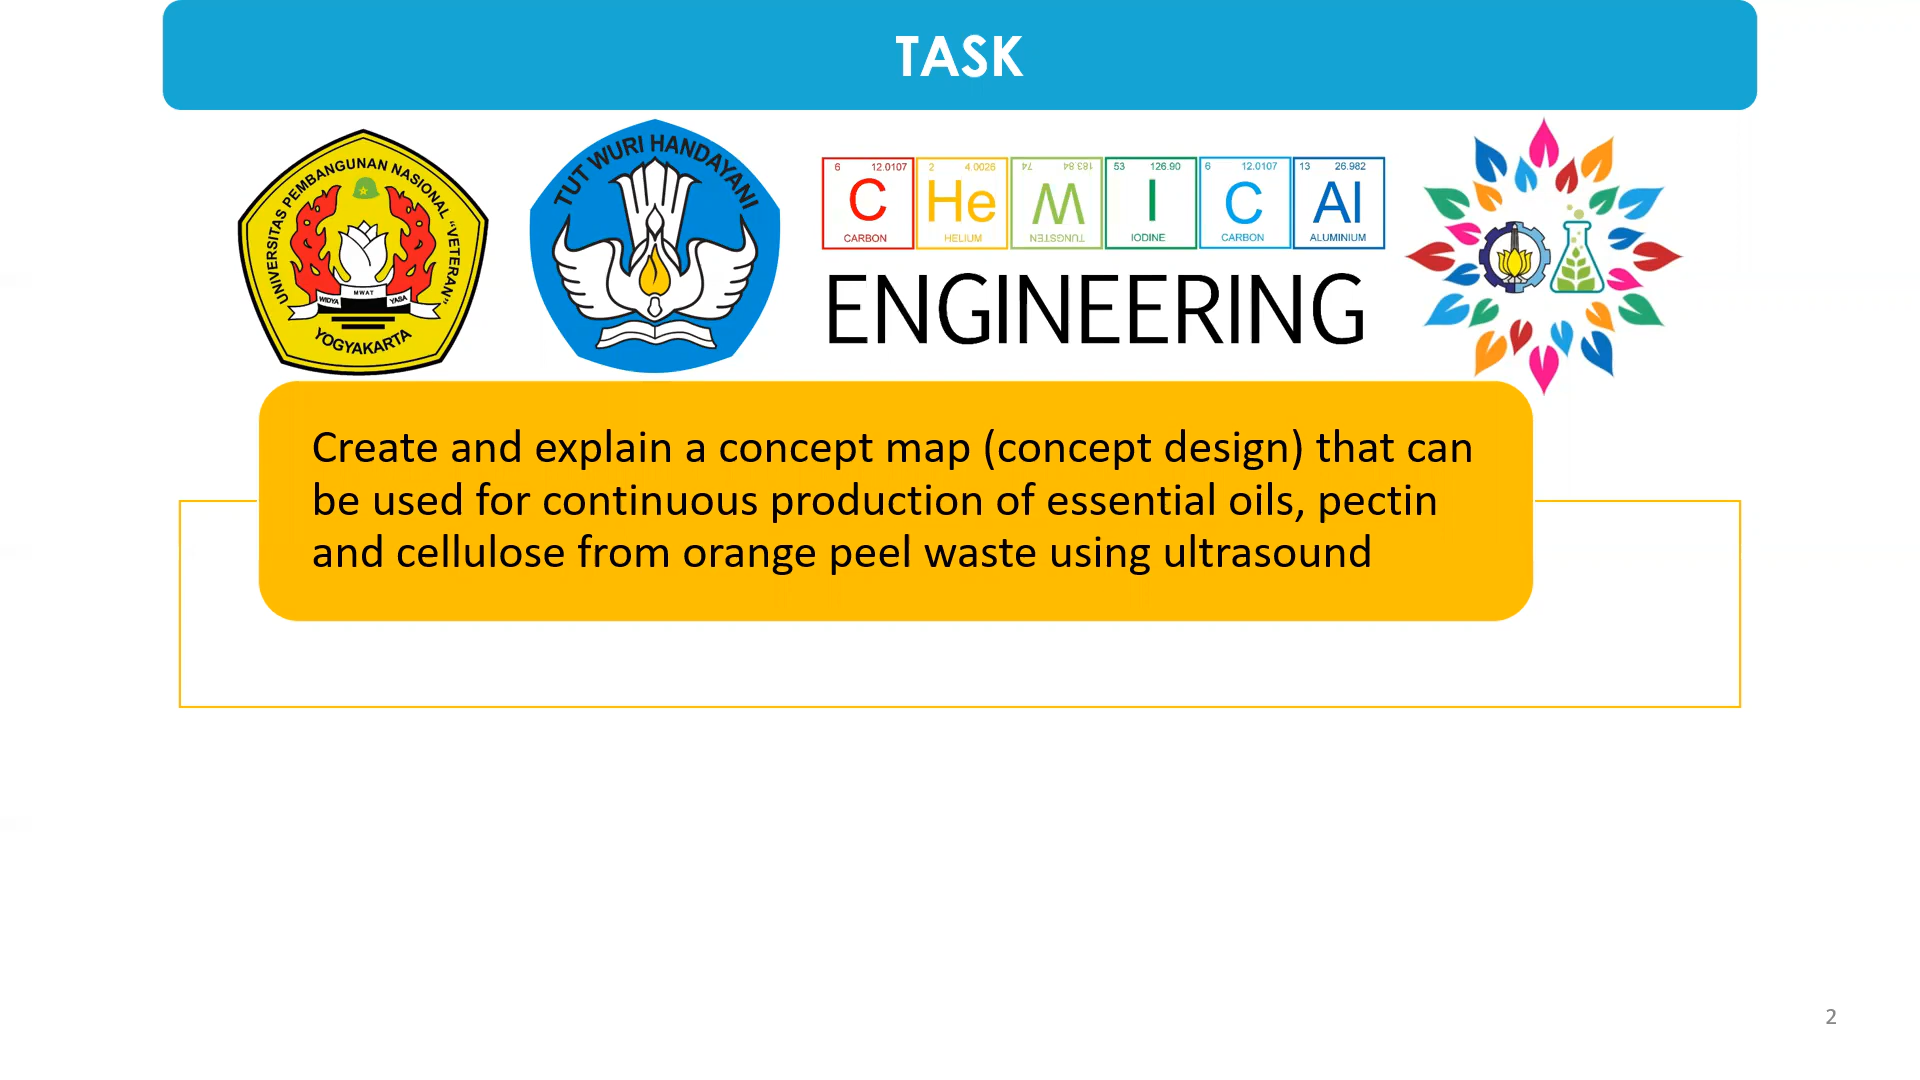 TASK
UNIVERSITAS PEMBANGUNAN NASIONAL "VETERAN"
WIDYA MWAT YASA
YOGYAKARTA
TUT WURI HANDAYANI
6 12.0107 2 4.0026 74 183.84 53 126.90 6 12.0107 13 26.982
C He W I C Al
CARBON HELIUM TUNGSTEN IODINE CARBON ALUMINIUM
ENGINEERING
Create and explain a concept map (concept design) that can
be used for continuous production of essential oils, pectin
and cellulose from orange peel waste using ultrasound
2